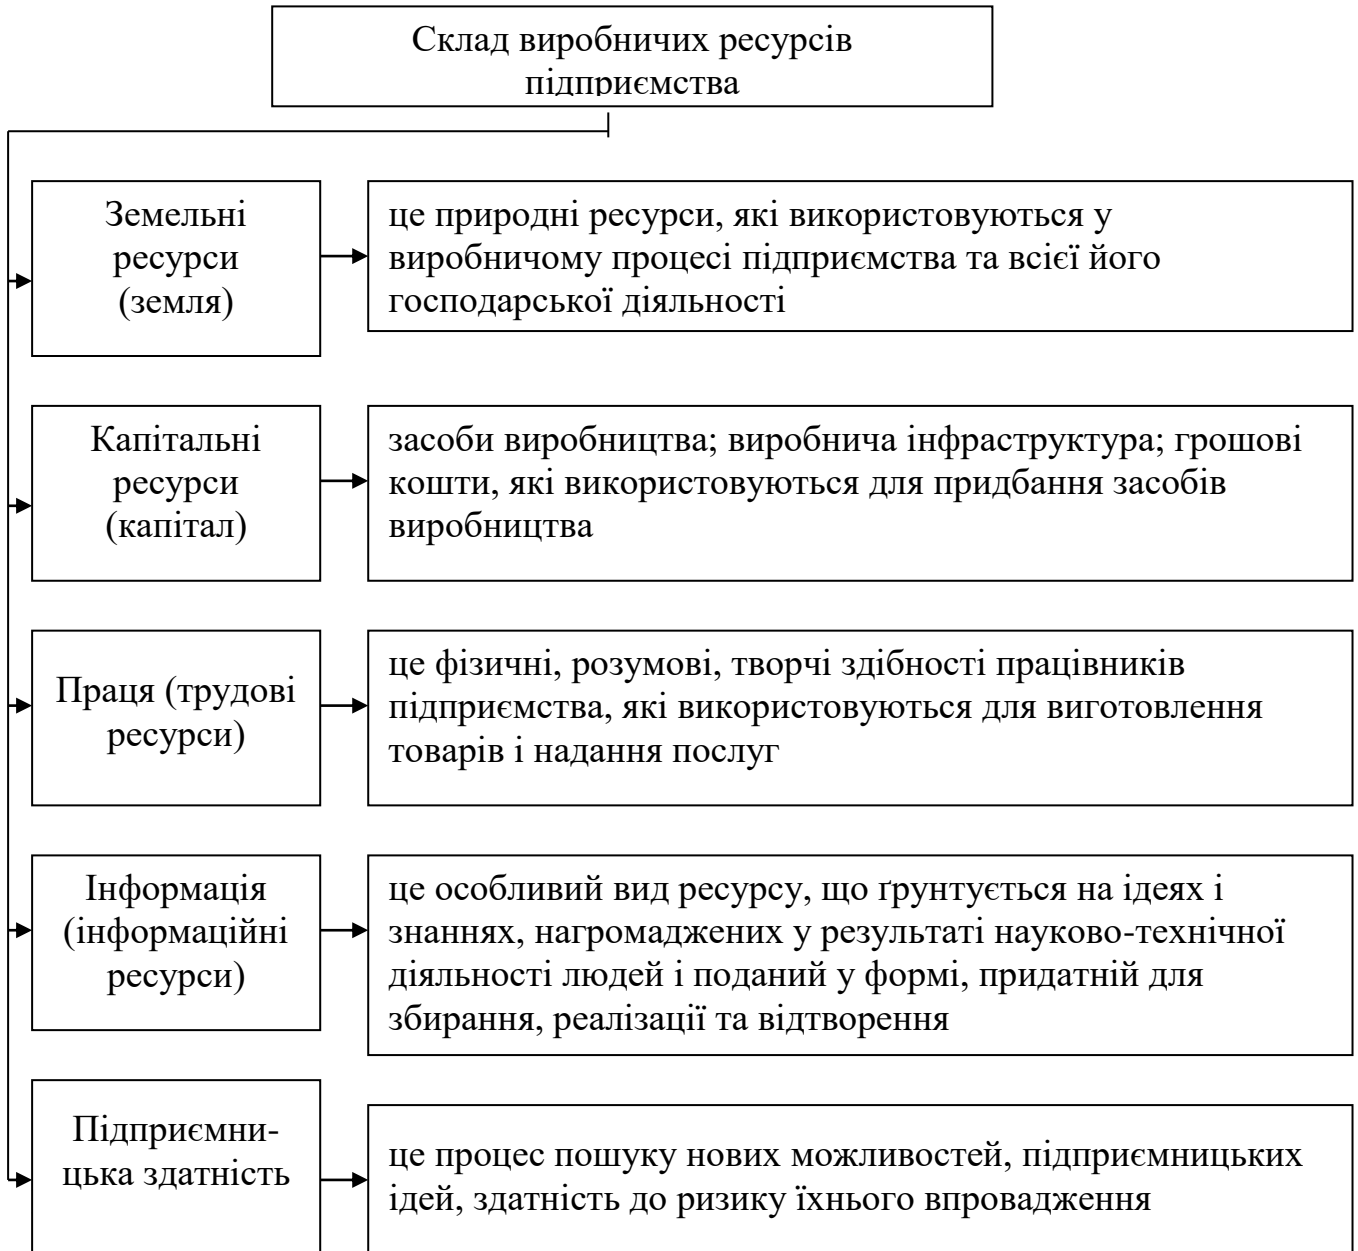 Склад виробничих ресурсів
підприємства
Земельні
ресурси
(земля)
це природні ресурси, які використовуються у
виробничому процесі підприємства та всієї його
господарської діяльності
Капітальні
ресурси
(капітал)
засоби виробництва; виробнича інфраструктура; грошові
кошти, які використовуються для придбання засобів
виробництва
Праця (трудові
ресурси)
це фізичні, розумові, творчі здібності працівників
підприємства, які використовуються для виготовлення
товарів і надання послуг
Інформація
(інформаційні
ресурси)
це особливий вид ресурсу, що ґрунтується на ідеях і
знаннях, нагромаджених у результаті науково-технічної
діяльності людей і поданий у формі, придатній для
збирання, реалізації та відтворення
Підприємни-
цька здатність
це процес пошуку нових можливостей, підприємницьких
ідей, здатність до ризику їхнього впровадження